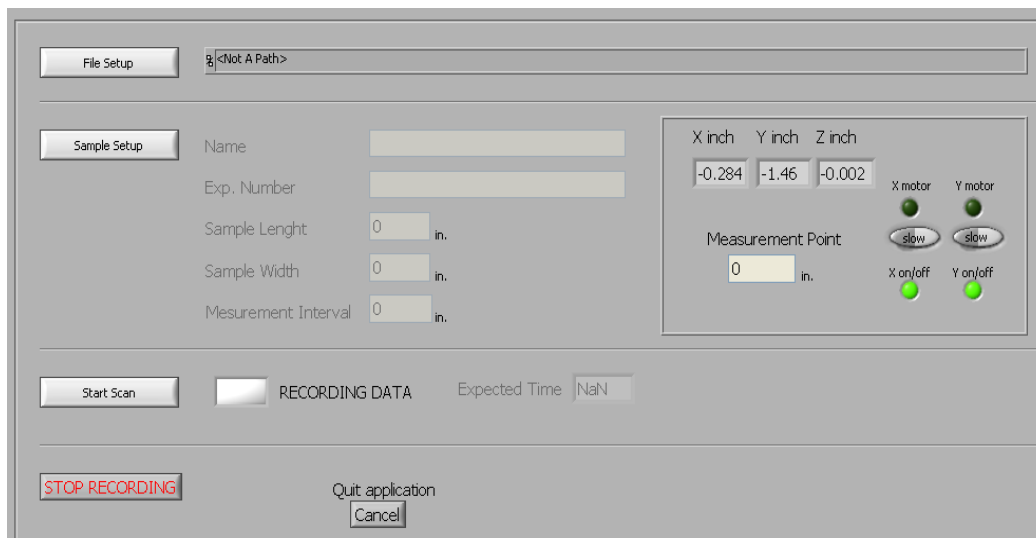 File Setup
<Not A Path>
Sample Setup
Name
Exp. Number
Sample Lenght 0 in.
Sample Width 0 in.
Mesurement Interval 0 in.
X inch Y inch Z inch
-0.284 -1.46 -0.002
X motor Y motor
slow slow
Measurement Point
0 in.
X on/off Y on/off
Start Scan RECORDING DATA Expected Time NaN
STOP RECORDING
Quit application
Cancel